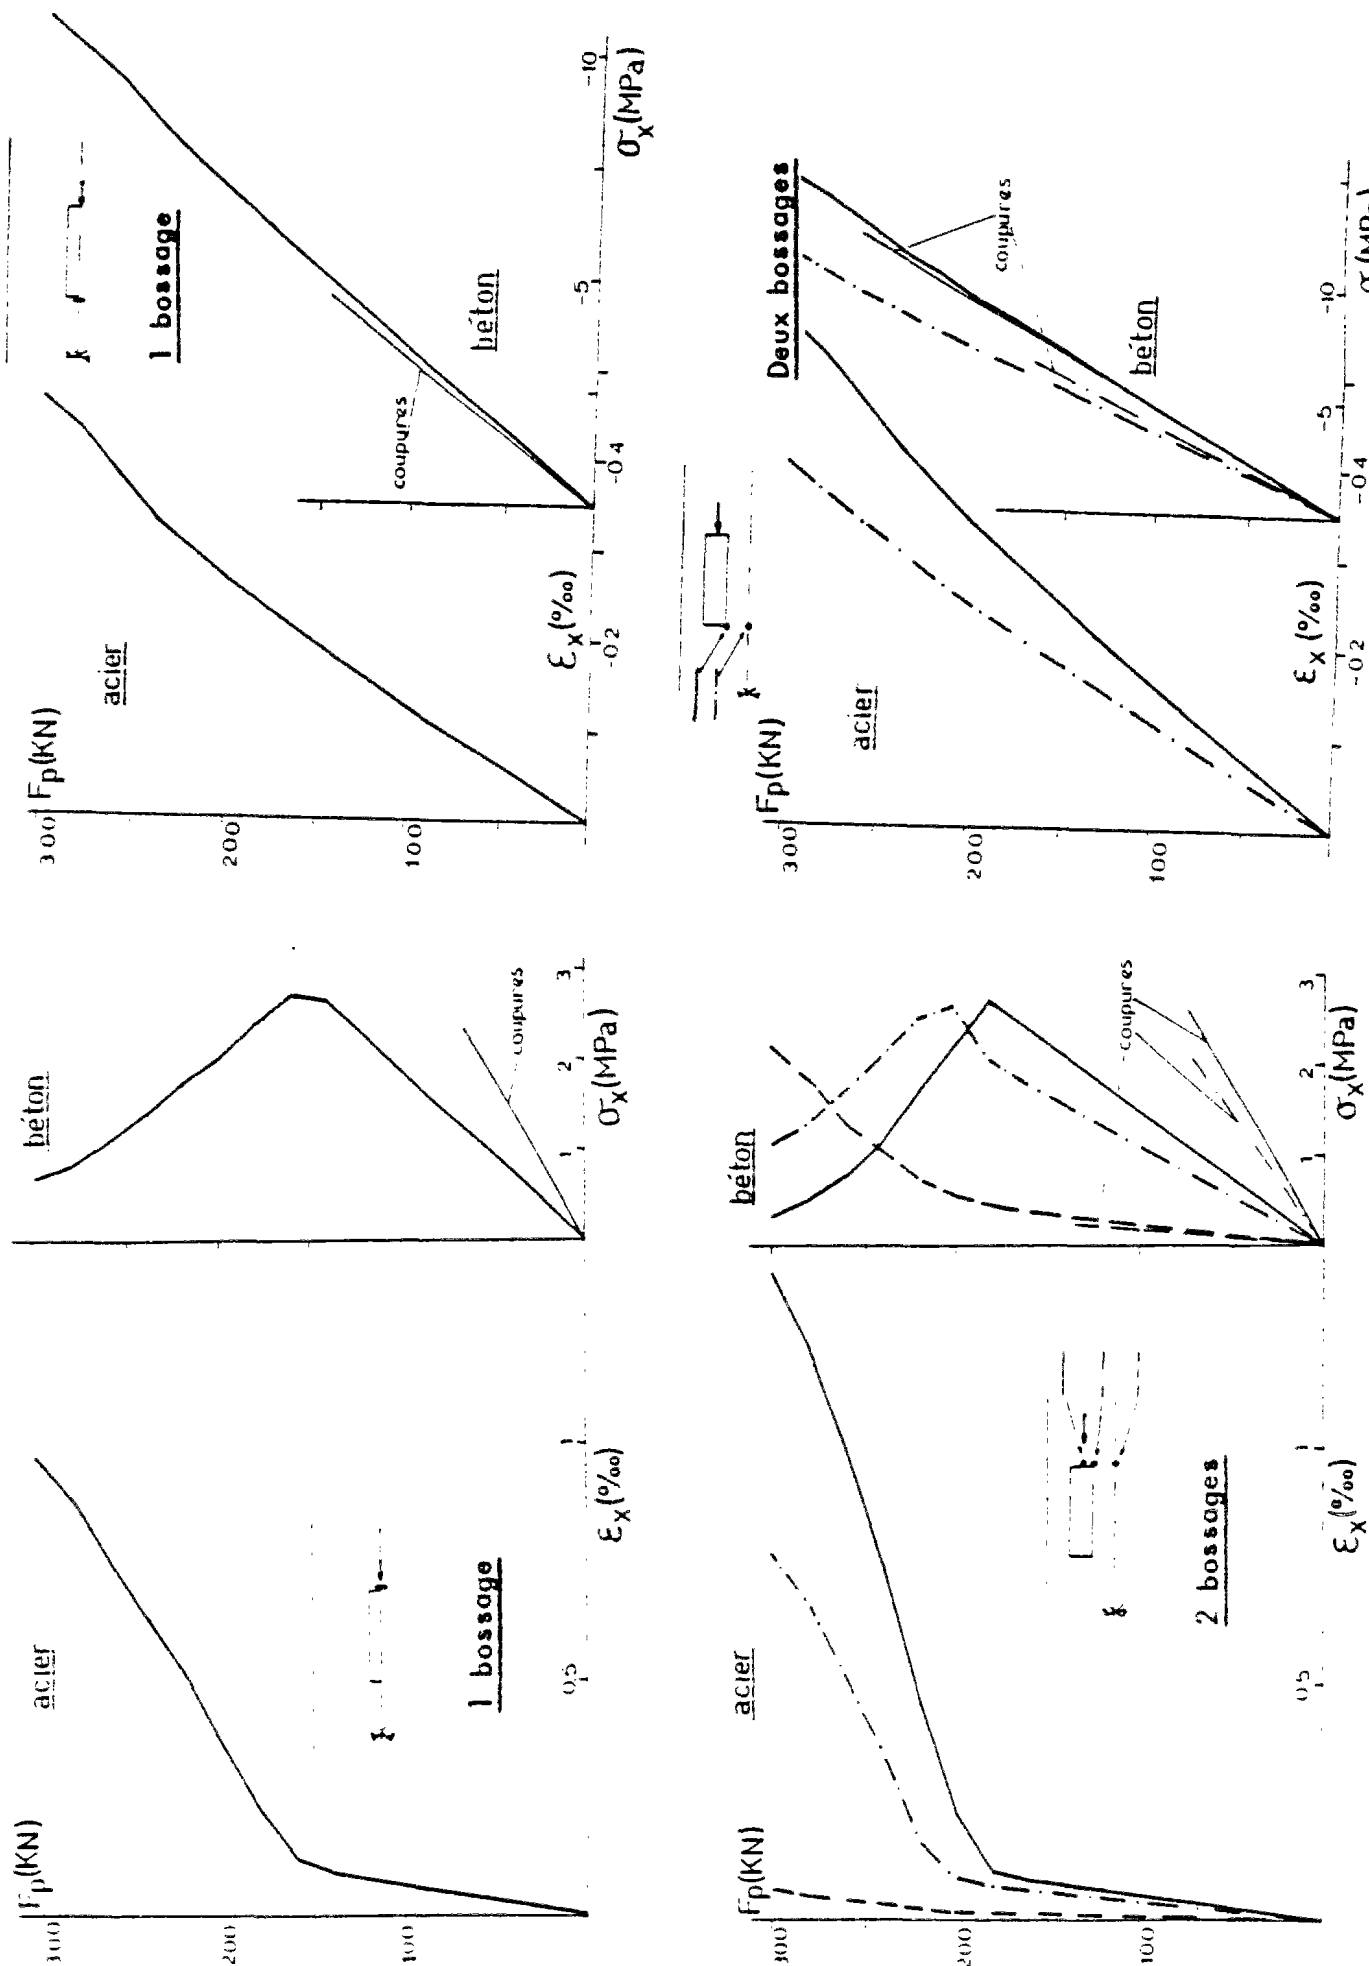 Fp(KN)
300
200
100
acier
1 bossage
0,5
1
εx(‰)
béton
coupures
1
2
3
σx(MPa)
Fp(KN)
300
200
100
acier
-0.2
-0.4
εx(‰)
1 bossage
coupures
béton
-5
-10
σx(MPa)
Fp(KN)
300
200
100
acier
2 bossages
0,5
1
εx(‰)
béton
coupures
1
2
3
σx(MPa)
Fp(KN)
300
200
100
acier
-0.2
-0.4
εx(‰)
Deux bossages
coupures
béton
-5
-10